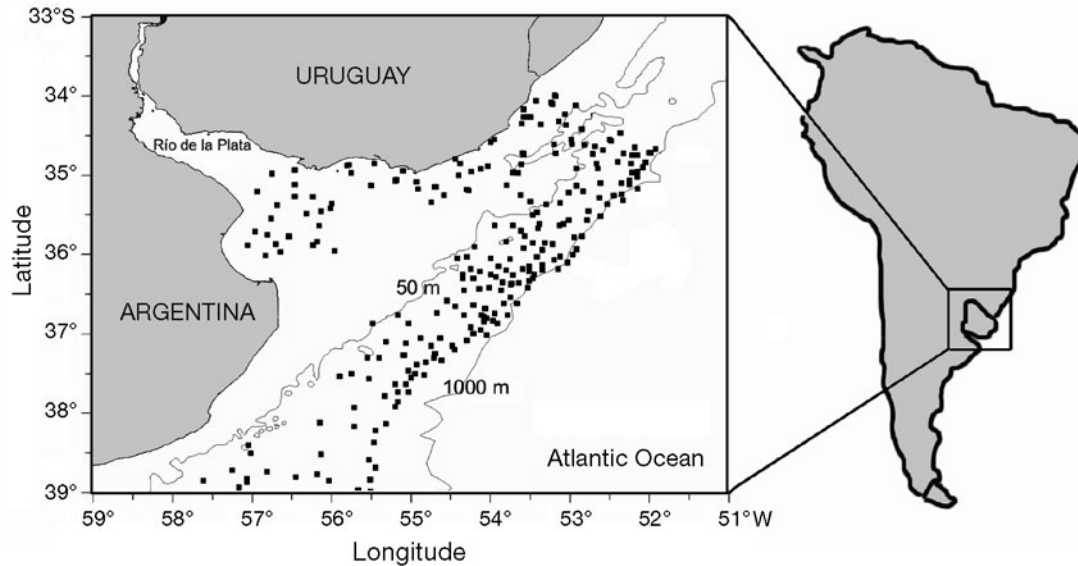 33°S
34°
35°
36°
37°
38°
39°
Latitude
URUGUAY
Río de la Plata
ARGENTINA
50 m
1000 m
Atlantic Ocean
59° 58° 57° 56° 55° 54° 53° 52° 51°W
Longitude